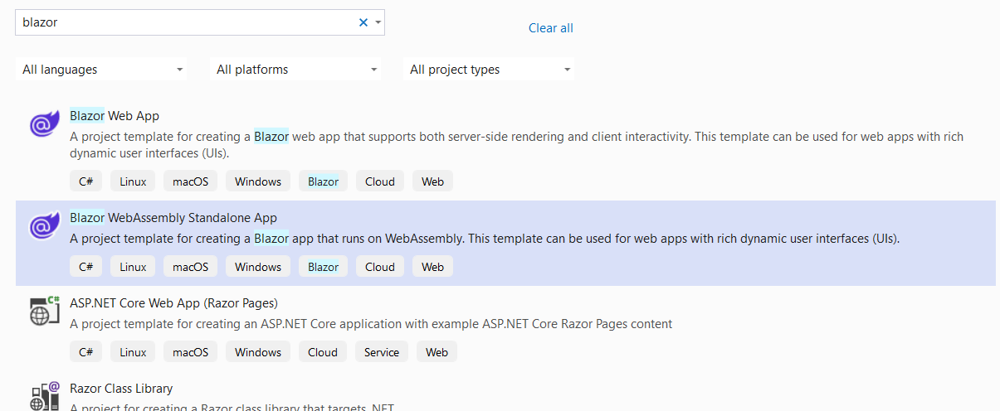 blazor
Clear all
All languages
All platforms
All project types
Blazor Web App
A project template for creating a Blazor web app that supports both server-side rendering and client interactivity. This template can be used for web apps with rich
dynamic user interfaces (UIs).
C# Linux macOS Windows Blazor Cloud Web
Blazor WebAssembly Standalone App
A project template for creating a Blazor app that runs on WebAssembly. This template can be used for web apps with rich dynamic user interfaces (UIs).
C# Linux macOS Windows Blazor Cloud Web
ASP.NET Core Web App (Razor Pages)
A project template for creating an ASP.NET Core application with example ASP.NET Core Razor Pages content
C# Linux macOS Windows Cloud Service Web
Razor Class Library
A project for creating a Razor class library that targets .NET